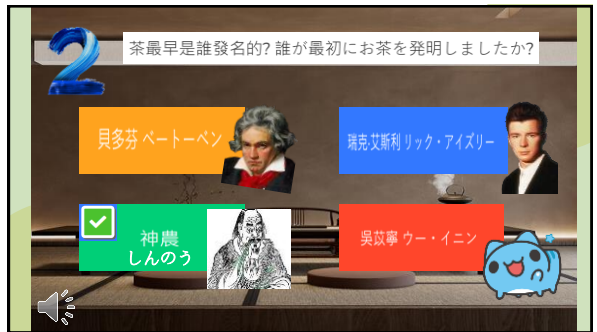 2
茶最早是誰發名的? 誰が最初にお茶を発明しましたか?
貝多芬 ベートーベン
瑞克·艾斯利 リック・アイズリー
神農
しんのう
吳苡寧 ウー・イニン